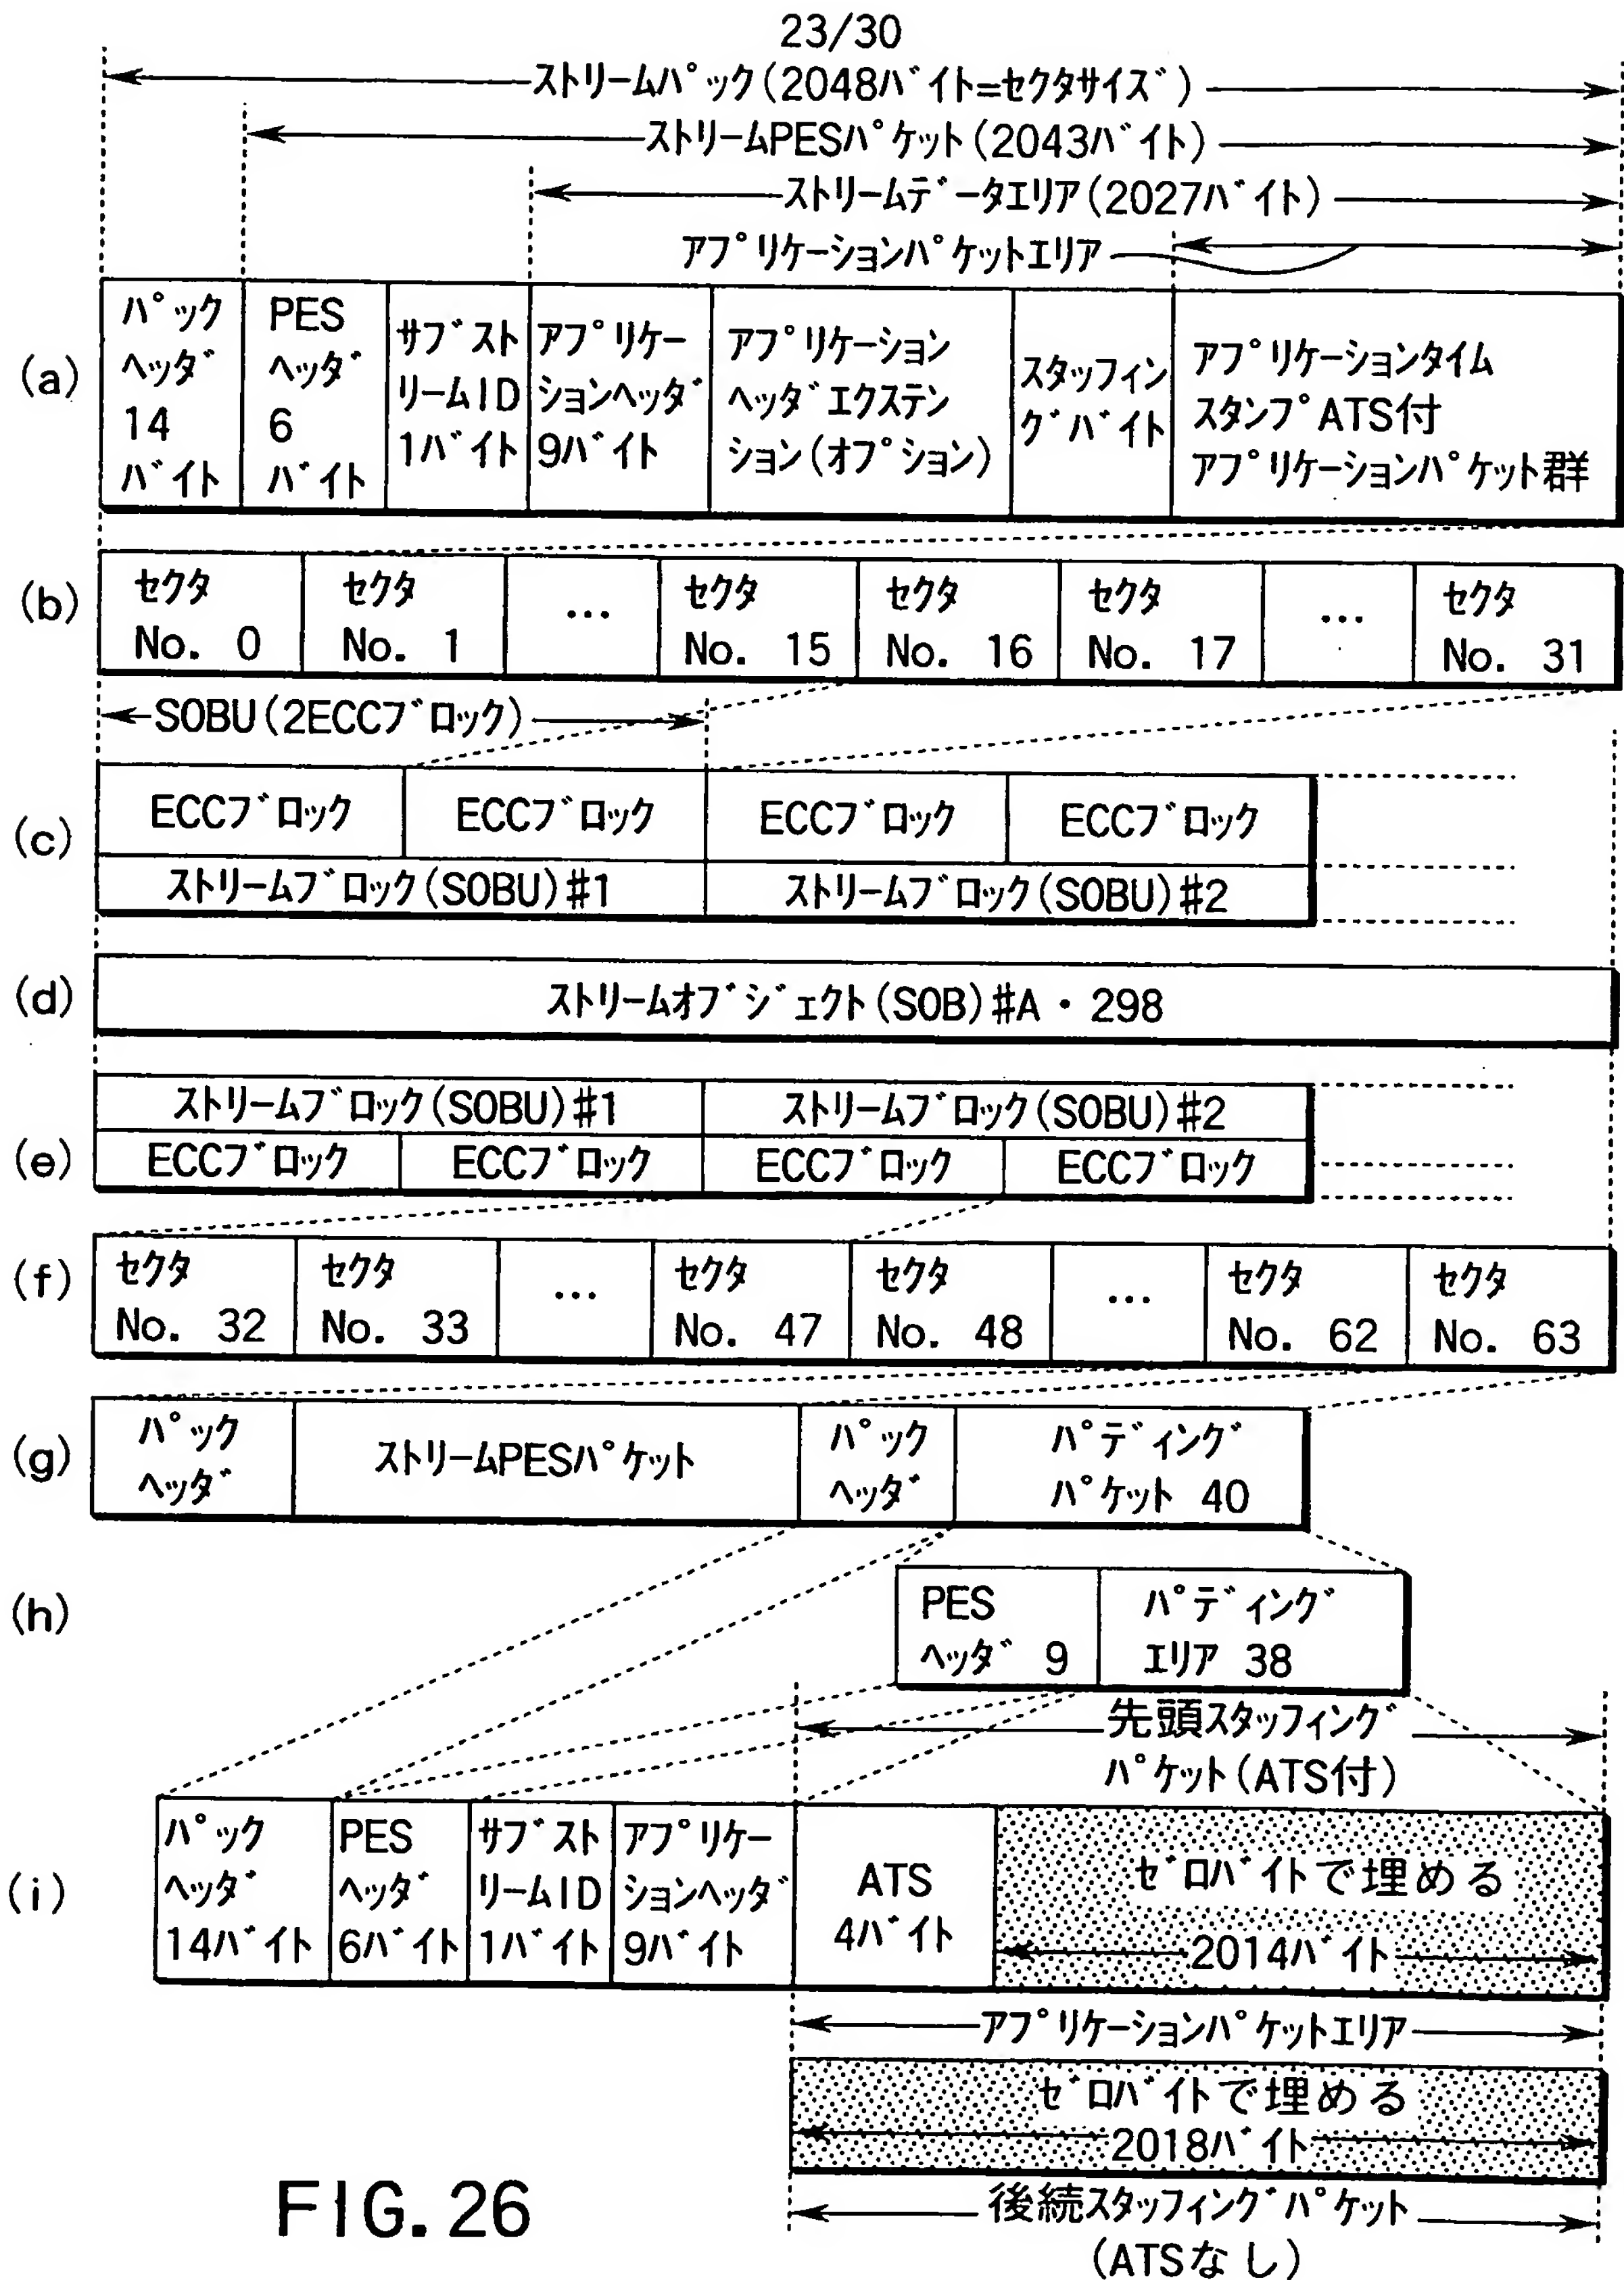 23/30
ストリームパック(2048バイト=セクタサイズ)
ストリームPESパケット(2043バイト)
ストリームデータエリア(2027バイト)
アプリケーションパケットエリア
(a)
パック
ヘッダ
14
バイト
PES
ヘッダ
6
バイト
サブスト
リームID
1バイト
アプリケー
ションヘッダ
9バイト
アプリケーション
ヘッダエクステン
ション(オプション)
スタッフィン
グバイト
アプリケーションタイム
スタンプATS付
アプリケーションパケット群
(b)
セクタ
No. 0
セクタ
No. 1
...
セクタ
No. 15
セクタ
No. 16
セクタ
No. 17
...
セクタ
No. 31
SOBU(2ECCブロック)
(c)
ECCブロック
ECCブロック
ECCブロック
ECCブロック
ストリームブロック(SOBU)#1
ストリームブロック(SOBU)#2
(d)
ストリームオブジェクト(SOB)#A・298
(e)
ストリームブロック(SOBU)#1
ストリームブロック(SOBU)#2
ECCブロック
ECCブロック
ECCブロック
ECCブロック
(f)
セクタ
No. 32
セクタ
No. 33
...
セクタ
No. 47
セクタ
No. 48
...
セクタ
No. 62
セクタ
No. 63
(g)
パック
ヘッダ
ストリームPESパケット
パック
ヘッダ
パディング
パケット 40
(h)
PES
ヘッダ 9
パディング
エリア 38
先頭スタッフィング
パケット(ATS付)
(i)
パック
ヘッダ
14バイト
PES
ヘッダ
6バイト
サブスト
リームID
1バイト
アプリケー
ションヘッダ
9バイト
ATS
4バイト
ゼロバイトで埋める
2014バイト
アプリケーションパケットエリア
ゼロバイトで埋める
2018バイト
後続スタッフィングパケット
(ATSなし)
FIG. 26